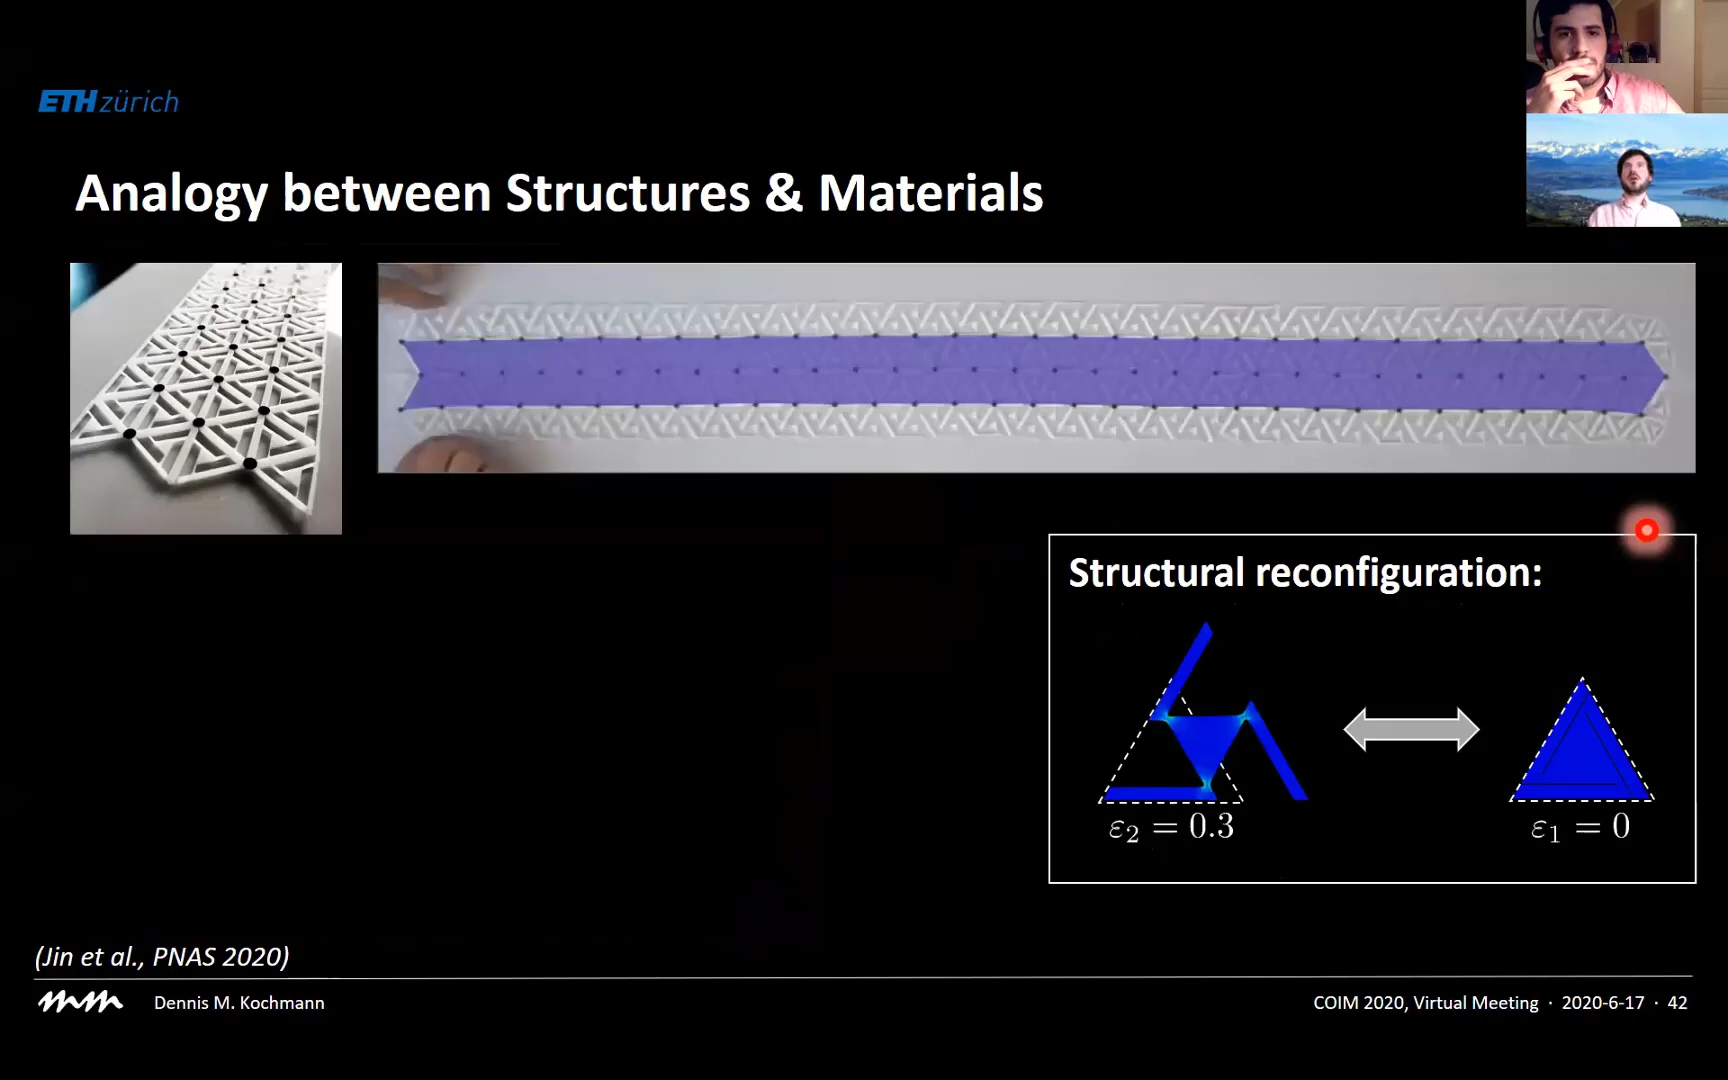 ETH zürich
Analogy between Structures & Materials
Structural reconfiguration:
ε₂ = 0.3
ε₁ = 0
(Jin et al., PNAS 2020)
Dennis M. Kochmann
COIM 2020, Virtual Meeting · 2020-6-17 · 42